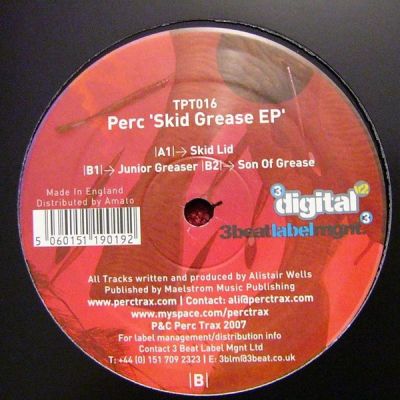 TPT016
Perc 'Skid Grease EP'
|A1|→ Skid Lid
|B1|→ Junior Greaser |B2|→ Son Of Grease
Made In England
Distributed by Amato
5 060151 190192
3 digital v2
3
3beatlabelmgnt.
All Tracks written and produced by Alistair Wells
Published by Maelstrom Music Publishing
www.perctrax.com | Contact: ali@perctrax.com
www.myspace.com/perctrax
P&C Perc Trax 2007
For label management/distribution info
Contact 3 Beat Label Mgnt Ltd
T: +44 (0) 151 709 2323 | E: 3blm@3beat.co.uk
|B|